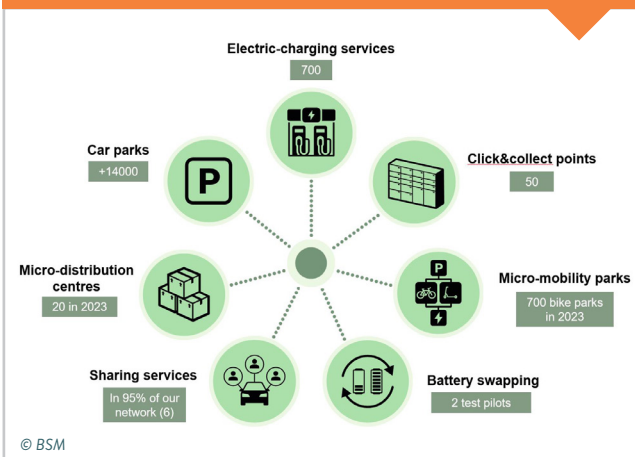 Electric-charging services
700
Car parks
+14000
P
Click&collect points
50
Micro-distribution
centres
20 in 2023
P
Micro-mobility parks
700 bike parks
in 2023
Sharing services
In 95% of our
network (6)
Battery swapping
2 test pilots
© BSM